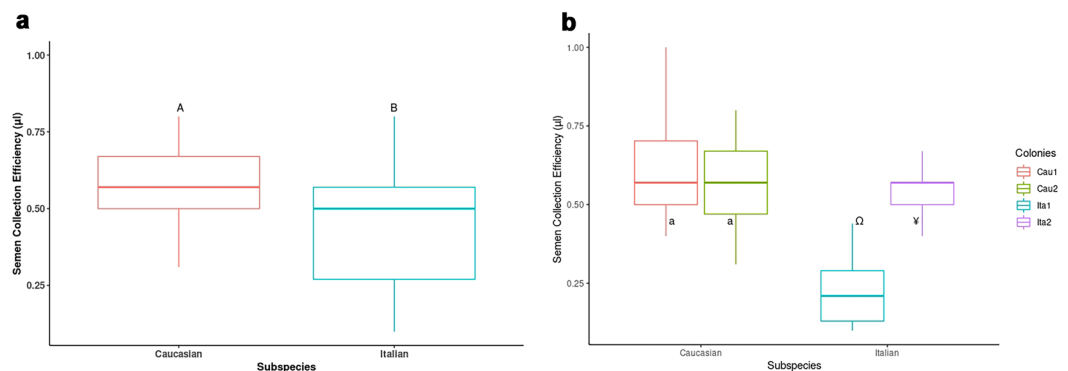 a
Semen Collection Efficiency (µl)
1.00
0.75
0.50
0.25
A
B
Caucasian
Italian
Subspecies
b
Semen Collection Efficiency (µl)
1.00
0.75
0.50
0.25
a
a
Ω
¥
Caucasian
Italian
Subspecies
Colonies
Cau1
Cau2
Ita1
Ita2